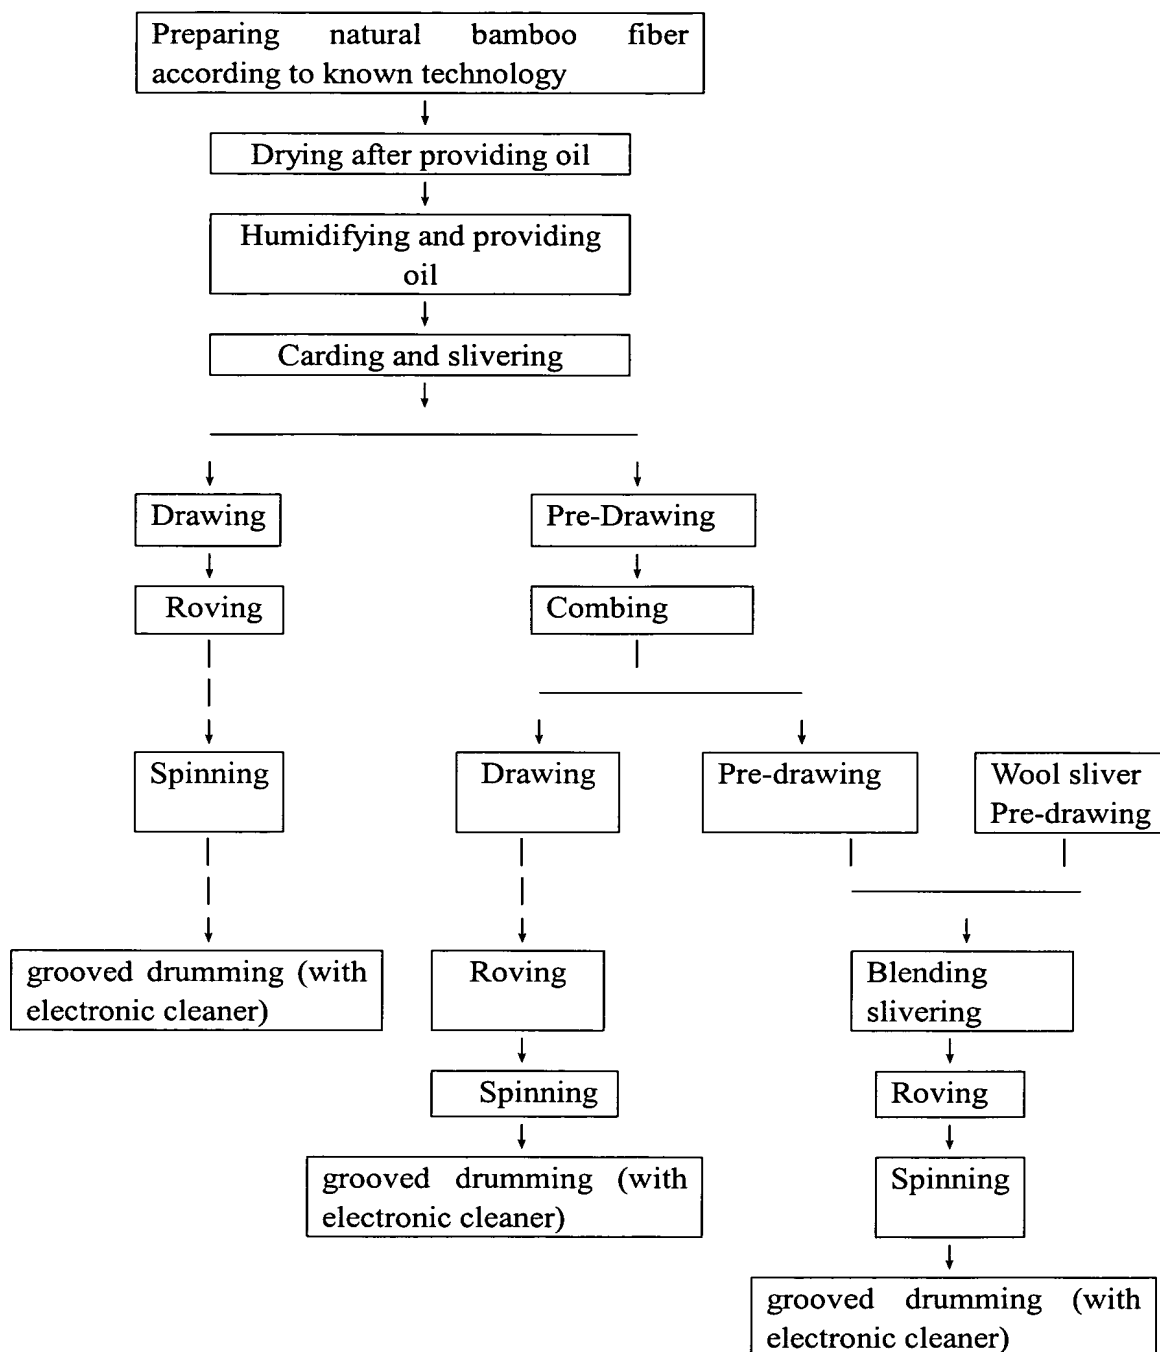 Preparing natural bamboo fiber
according to known technology
Drying after providing oil
Humidifying and providing
oil
Carding and slivering
Drawing
Pre-Drawing
Roving
Combing
Spinning
Drawing
Pre-drawing
Wool sliver
Pre-drawing
grooved drumming (with
electronic cleaner)
Roving
Blending
slivering
Spinning
Roving
grooved drumming (with
electronic cleaner)
Spinning
grooved drumming (with
electronic cleaner)